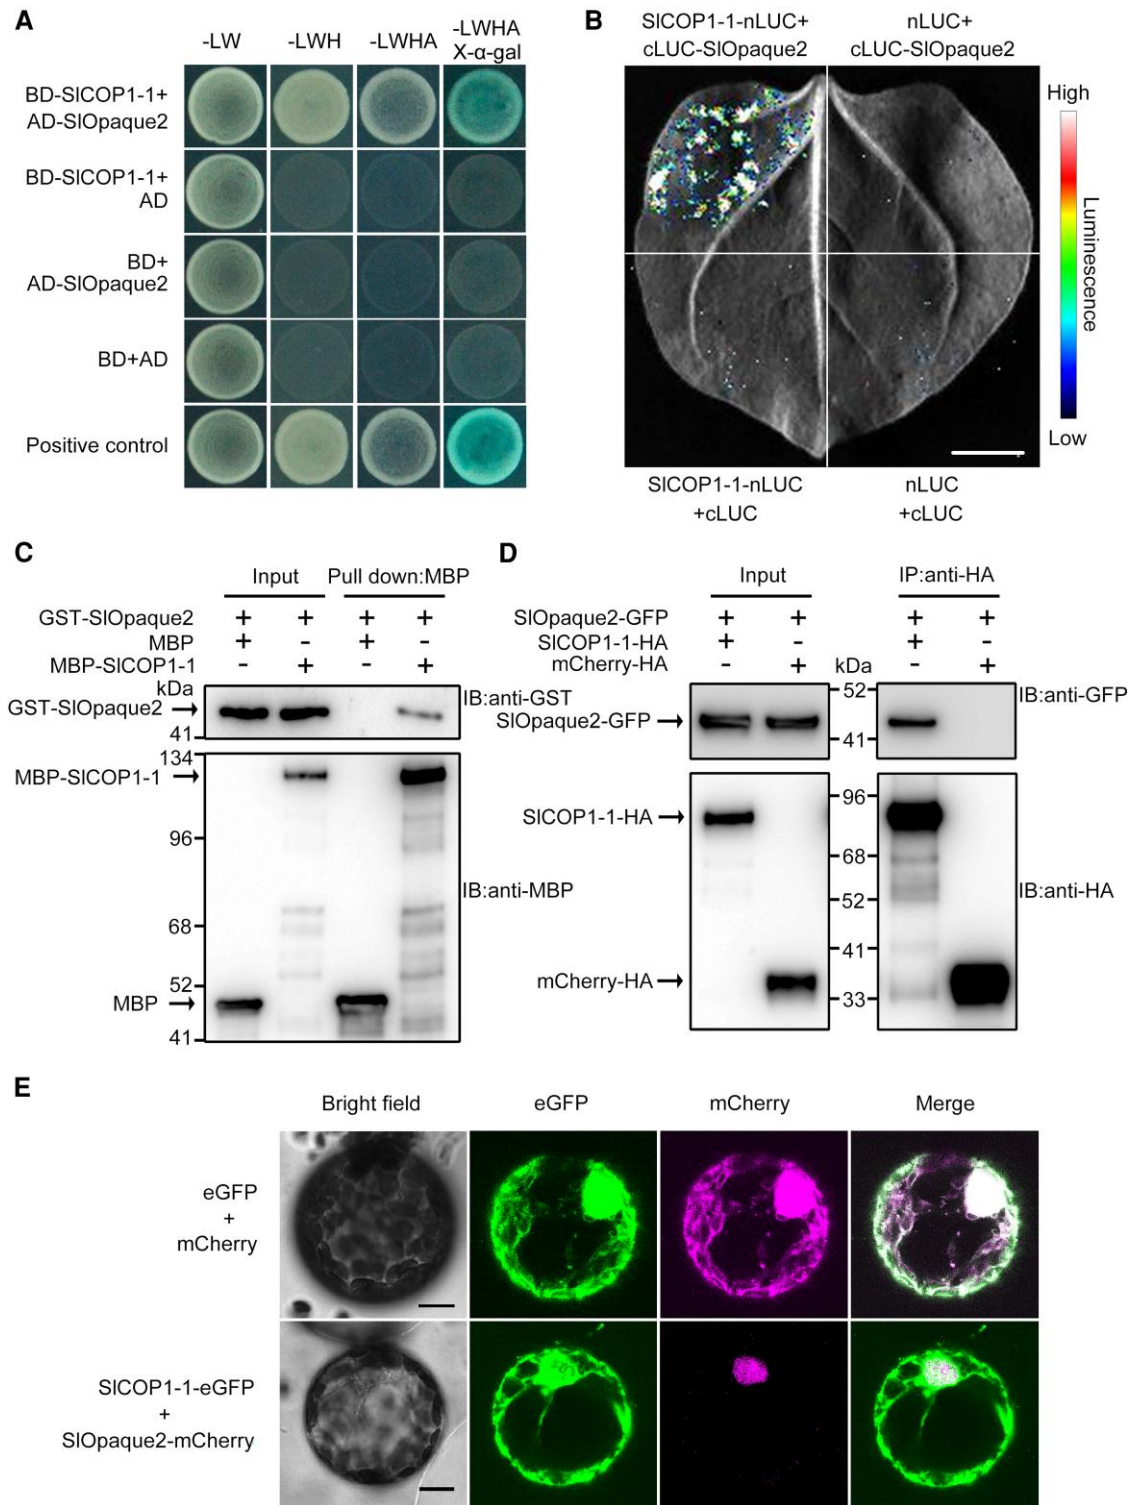 A
-LW -LWH -LWHA -LWHA
X-α-gal
BD-SlCOP1-1+
AD-SlOpaque2
BD-SlCOP1-1+
AD
BD+
AD-SlOpaque2
BD+AD
Positive control
B
SlCOP1-1-nLUC+
cLUC-SlOpaque2
nLUC+
cLUC-SlOpaque2
High
Luminescence
Low
SlCOP1-1-nLUC
+cLUC
nLUC
+cLUC
C
Input Pull down:MBP
GST-SlOpaque2 + + + +
MBP + - + -
MBP-SlCOP1-1 - + - +
kDa
GST-SlOpaque2
41
IB:anti-GST
134
MBP-SlCOP1-1
96
68
52
MBP
41
IB:anti-MBP
D
Input IP:anti-HA
SlOpaque2-GFP + + + +
SlCOP1-1-HA + - + -
mCherry-HA - + kDa - +
52
SlOpaque2-GFP
41
IB:anti-GFP
96
SlCOP1-1-HA
68
52
41
mCherry-HA
33
IB:anti-HA
E
Bright field eGFP mCherry Merge
eGFP
+
mCherry
SlCOP1-1-eGFP
+
SlOpaque2-mCherry